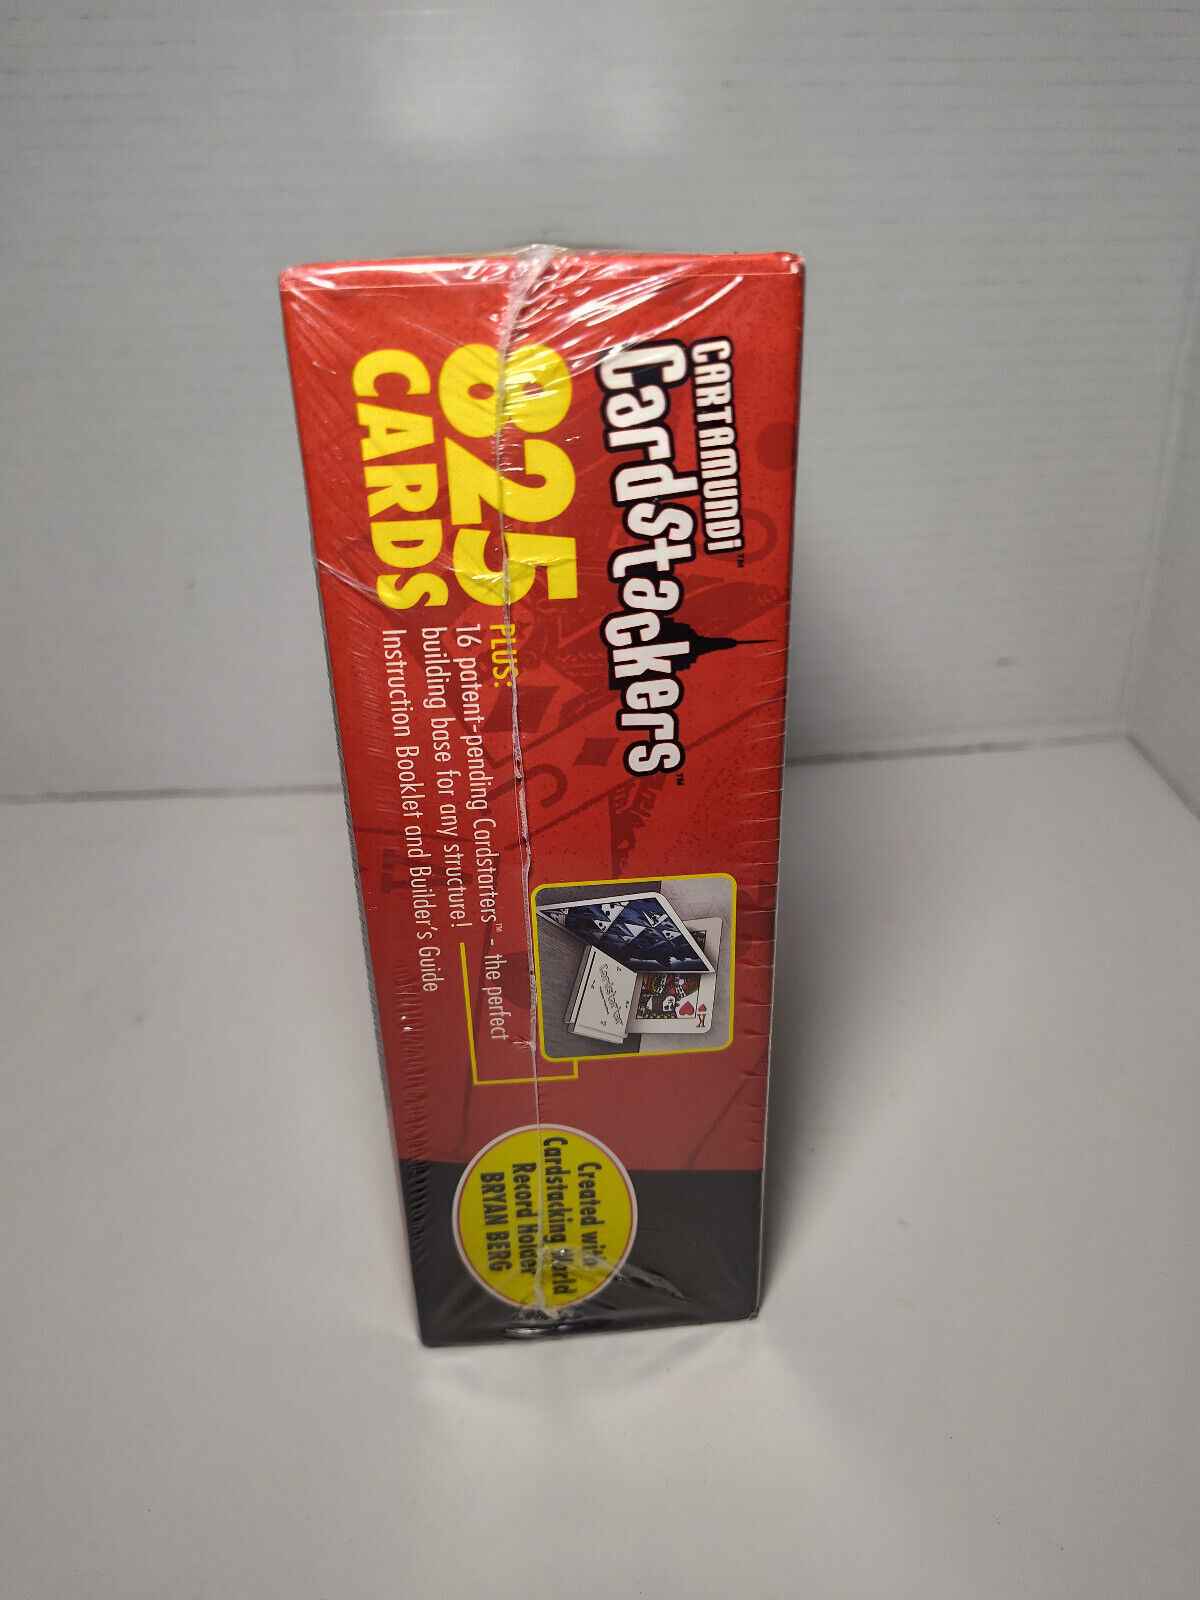 CARTAMUNDI™
Cardstackers™
825
CARDS
PLUS:
16 patent-pending Cardstarters™ - the perfect
building base for any structure!
Instruction Booklet and Builder's Guide
Cardstarter
K
Created with
Cardstacking World
Record Holder
BRYAN BERG